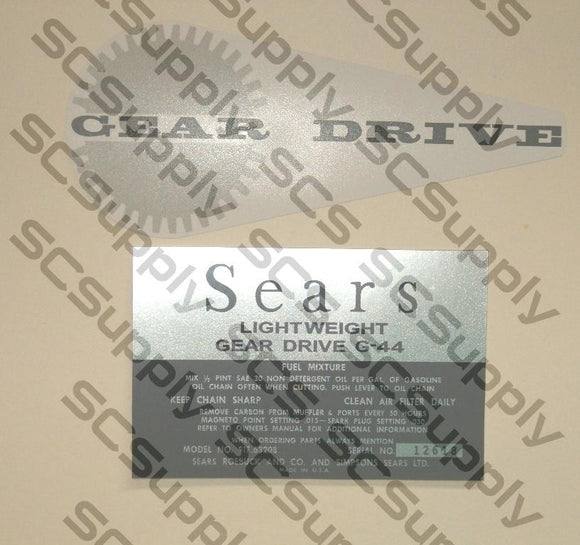 GEAR DRIVE
Sears
LIGHTWEIGHT
GEAR DRIVE G-44
FUEL MIXTURE
MIX ½ PINT SAE 30 NON DETERGENT OIL PER GAL. OF GASOLINE
OIL CHAIN OFTEN WHEN CUTTING. PUSH LEVER TO OIL CHAIN
KEEP CHAIN SHARP CLEAN AIR FILTER DAILY
REMOVE CARBON FROM MUFFLER & PORTS EVERY 50 HOURS
MAGNETO POINT SETTING .015—SPARK PLUG SETTING .030
REFER TO OWNERS MANUAL FOR ADDITIONAL INFORMATION
WHEN ORDERING PARTS ALWAYS MENTION
MODEL NO. SERIAL NO.
SEARS ROEBUCK AND CO. AND SIMPSONS SEARS LTD.
MADE IN U.S.A.
SCSupply